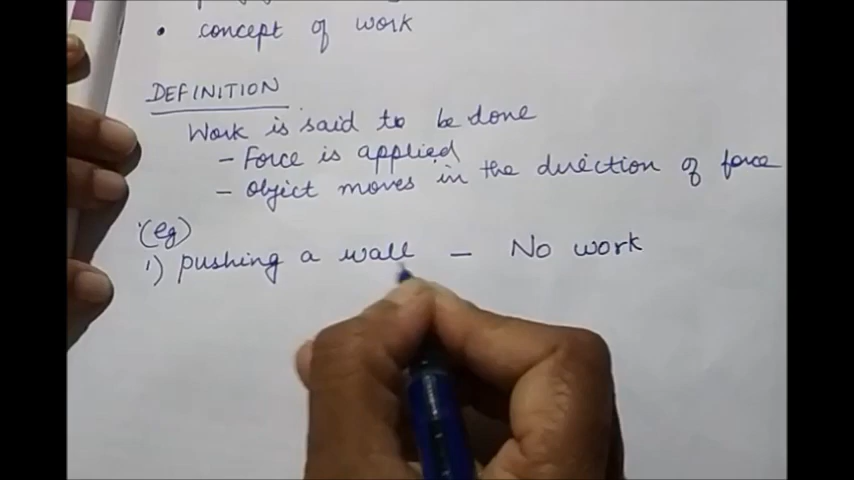 • concept of work
DEFINITION
Work is said to be done
- Force is applied
- Object moves in the direction of force
(eg)
1) pushing a wall - No work